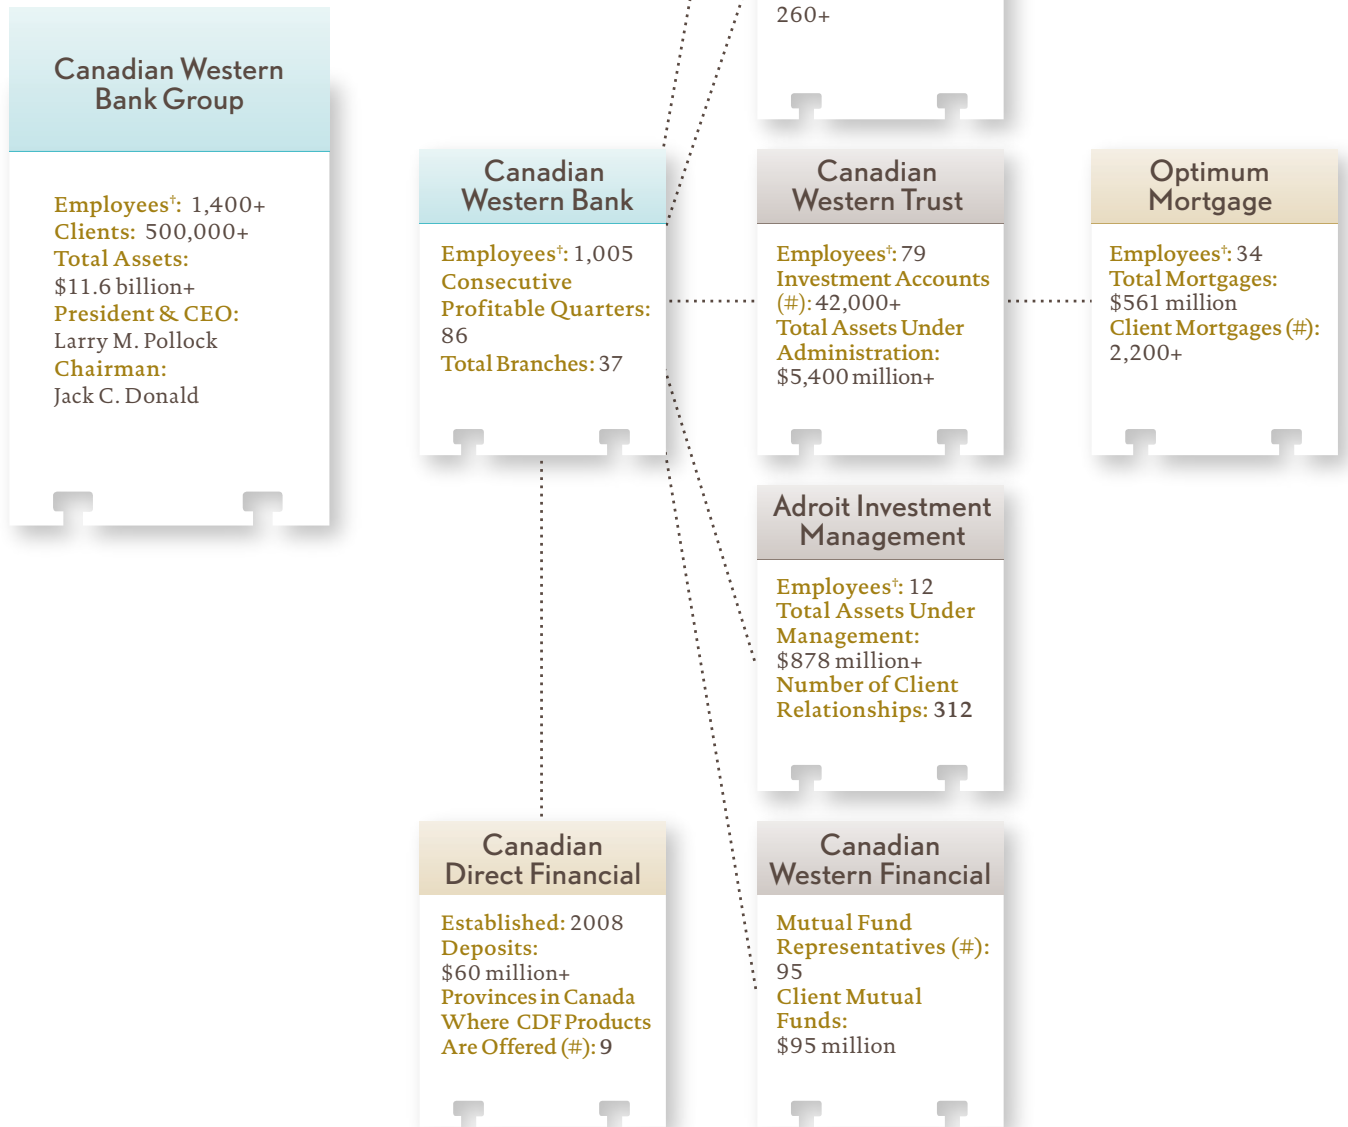 260+
Canadian Western
Bank Group
Employees†: 1,400+
Clients: 500,000+
Total Assets:
$11.6 billion+
President & CEO:
Larry M. Pollock
Chairman:
Jack C. Donald
Canadian
Western Bank
Employees†: 1,005
Consecutive
Profitable Quarters:
86
Total Branches: 37
Canadian
Western Trust
Employees†: 79
Investment Accounts
(#): 42,000+
Total Assets Under
Administration:
$5,400 million+
Optimum
Mortgage
Employees†: 34
Total Mortgages:
$561 million
Client Mortgages (#):
2,200+
Adroit Investment
Management
Employees†: 12
Total Assets Under
Management:
$878 million+
Number of Client
Relationships: 312
Canadian
Direct Financial
Established: 2008
Deposits:
$60 million+
Provinces in Canada
Where CDF Products
Are Offered (#): 9
Canadian
Western Financial
Mutual Fund
Representatives (#):
95
Client Mutual
Funds:
$95 million